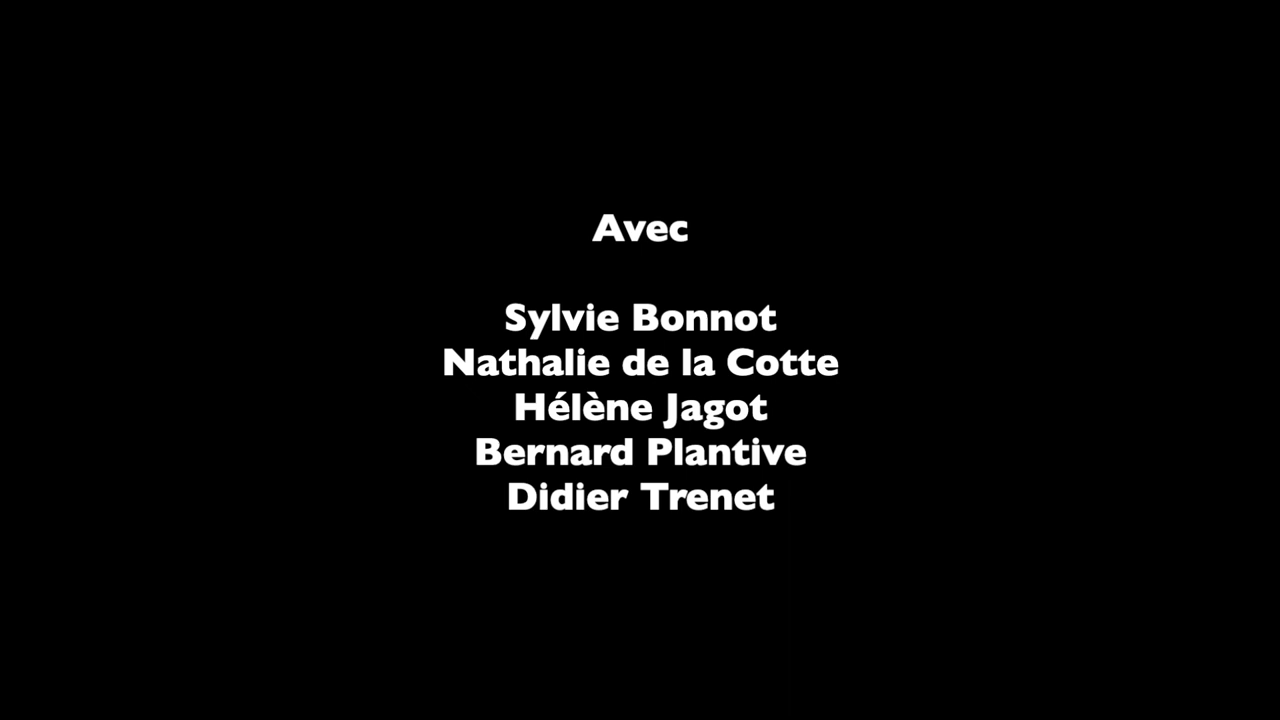 Avec
Sylvie Bonnot
Nathalie de la Cotte
Hélène Jagot
Bernard Plantive
Didier Trenet